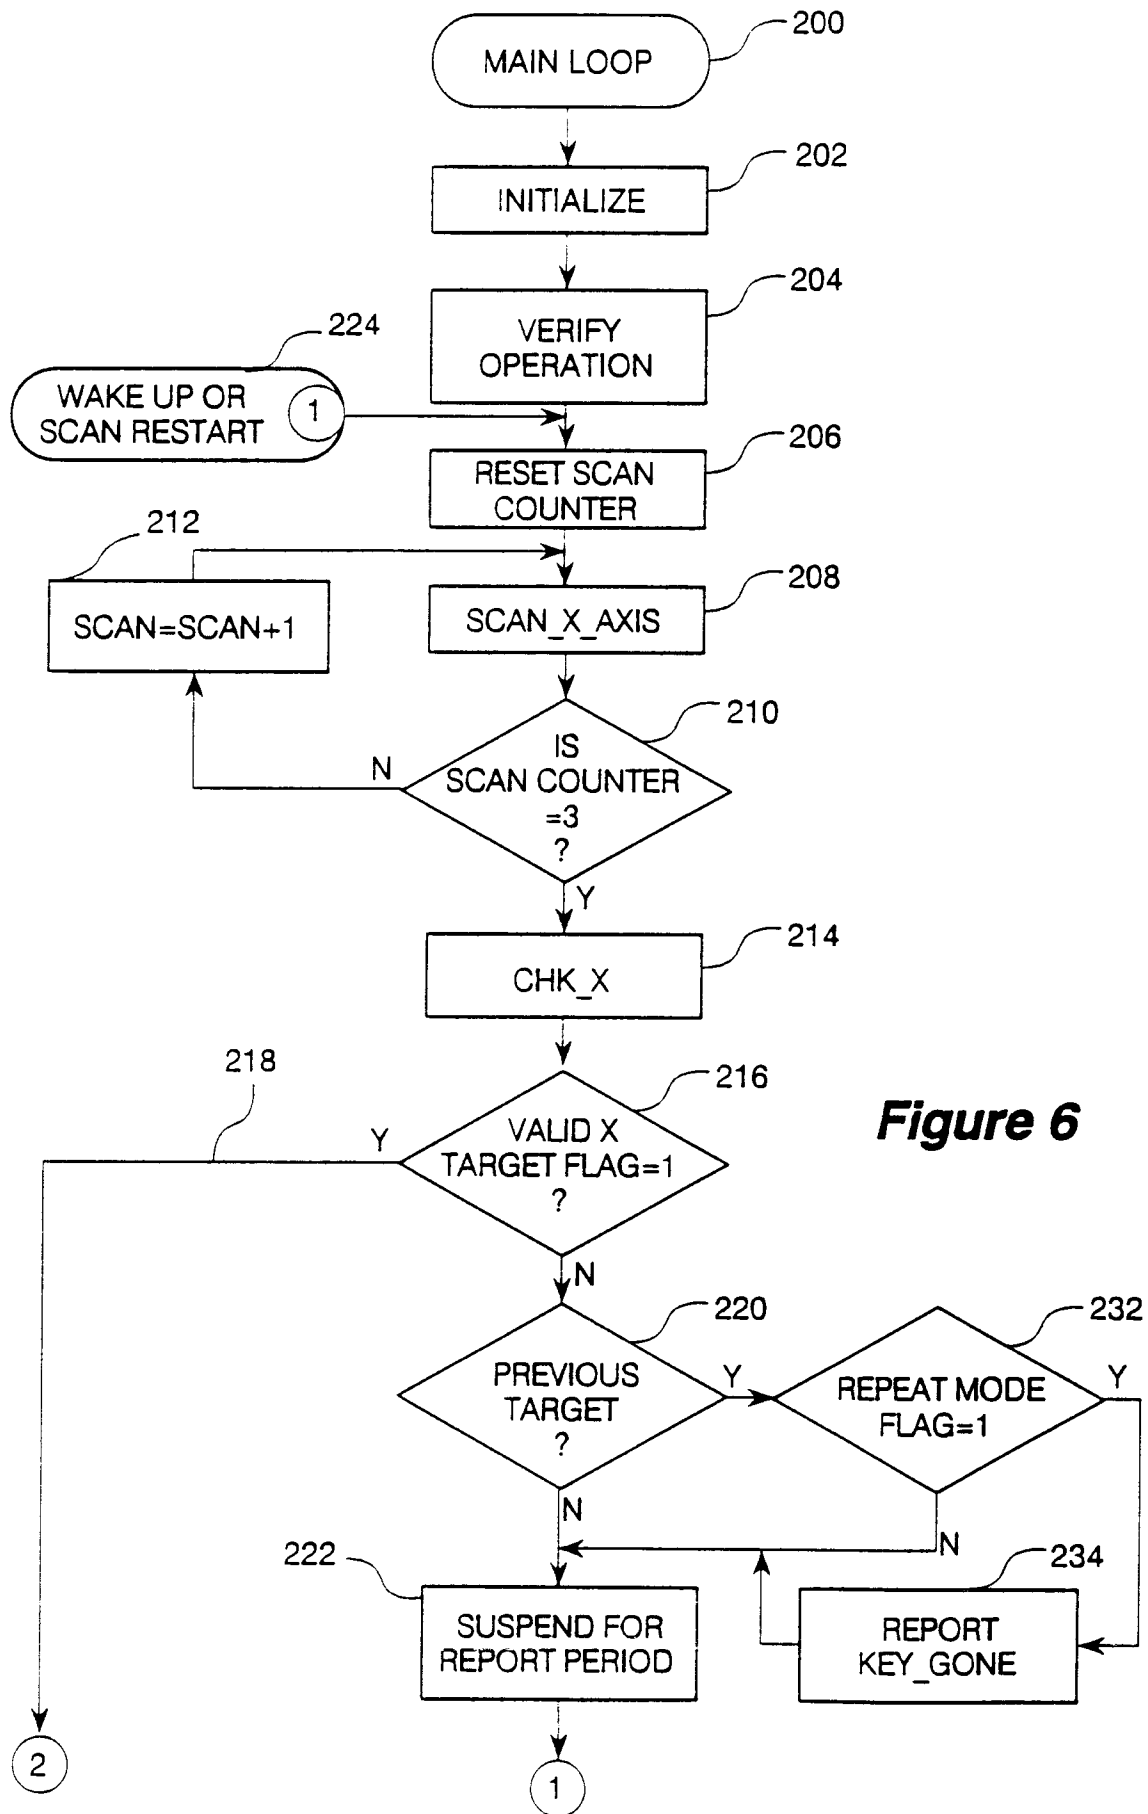 200
MAIN LOOP
202
INITIALIZE
204
VERIFY
OPERATION
224
WAKE UP OR
SCAN RESTART
1
206
RESET SCAN
COUNTER
212
SCAN=SCAN+1
208
SCAN_X_AXIS
210
IS
SCAN COUNTER
=3
?
N
Y
214
CHK_X
218
216
VALID X
TARGET FLAG=1
?
Y
N
Figure 6
220
PREVIOUS
TARGET
?
Y
N
232
REPEAT MODE
FLAG=1
Y
N
222
SUSPEND FOR
REPORT PERIOD
234
REPORT
KEY_GONE
2
1